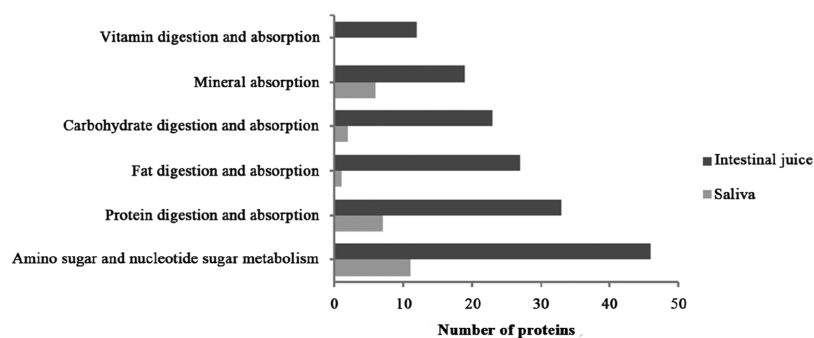 Vitamin digestion and absorption
Mineral absorption
Carbohydrate digestion and absorption
Fat digestion and absorption
Protein digestion and absorption
Amino sugar and nucleotide sugar metabolism
Intestinal juice
Saliva
0 10 20 30 40 50
Number of proteins